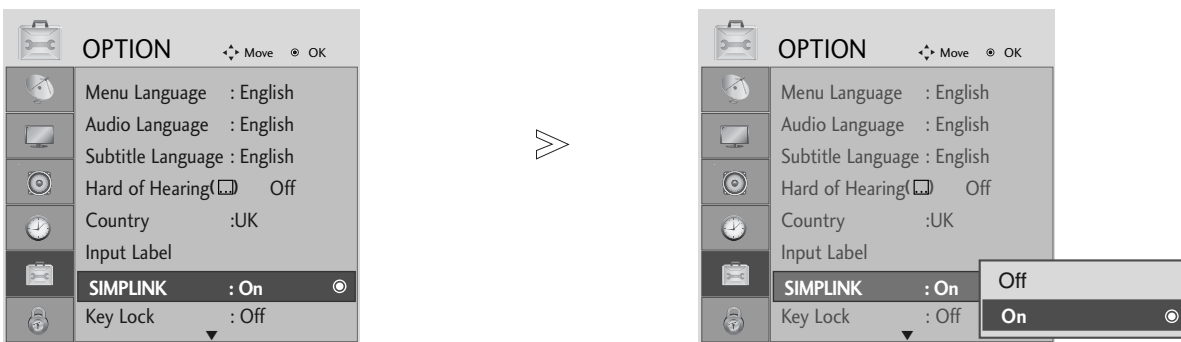 OPTION Move OK
Menu Language : English
Audio Language : English
Subtitle Language : English
Hard of Hearing( ) Off
Country :UK
Input Label
SIMPLINK : On
Key Lock : Off
OPTION Move OK
Menu Language : English
Audio Language : English
Subtitle Language : English
Hard of Hearing( ) Off
Country :UK
Input Label
SIMPLINK : On
Key Lock : Off
Off
On